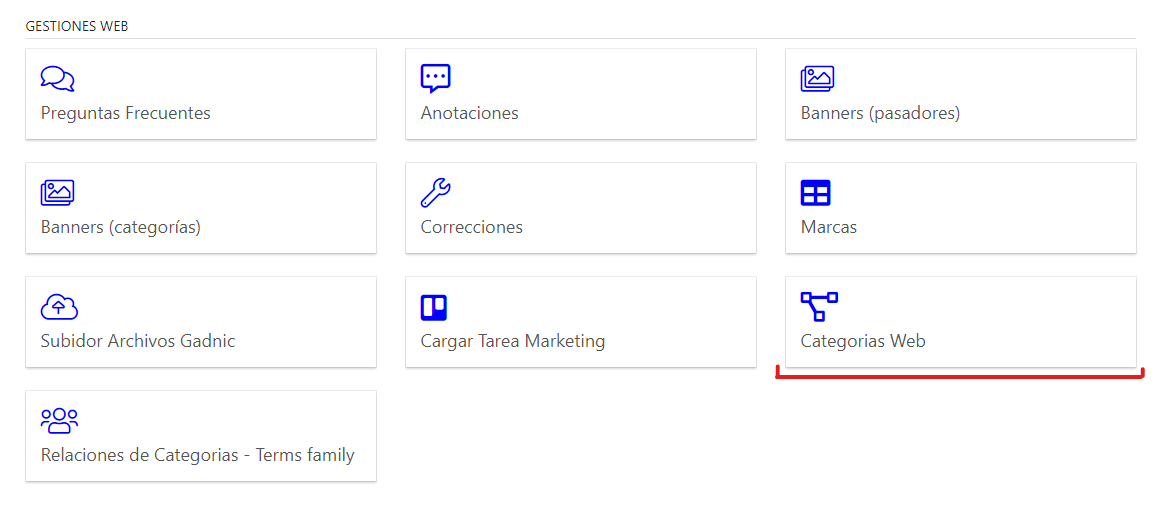 GESTIONES WEB
Preguntas Frecuentes
Anotaciones
Banners (pasadores)
Banners (categorías)
Correcciones
Marcas
Subidor Archivos Gadnic
Cargar Tarea Marketing
Categorias Web
Relaciones de Categorias - Terms family